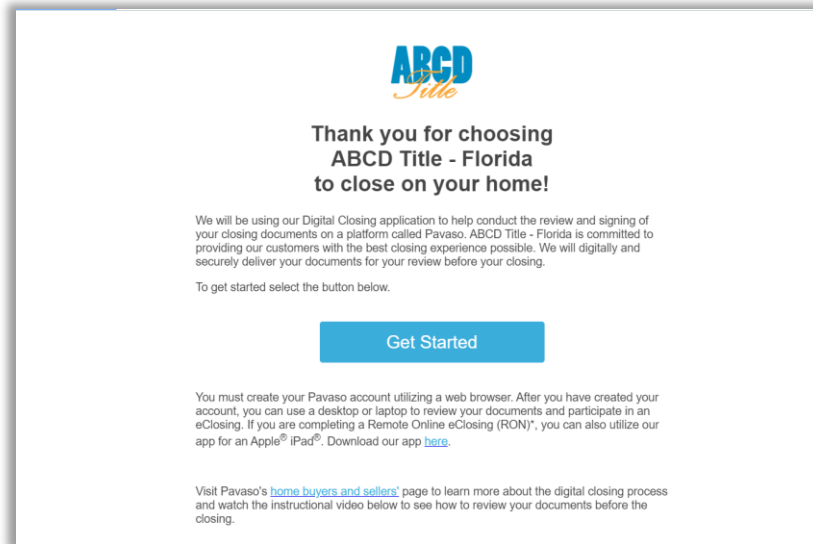 ABCD
Title
Thank you for choosing
ABCD Title - Florida
to close on your home!
We will be using our Digital Closing application to help conduct the review and signing of
your closing documents on a platform called Pavaso. ABCD Title - Florida is committed to
providing our customers with the best closing experience possible. We will digitally and
securely deliver your documents for your review before your closing.
To get started select the button below.
Get Started
You must create your Pavaso account utilizing a web browser. After you have created your
account, you can use a desktop or laptop to review your documents and participate in an
eClosing. If you are completing a Remote Online eClosing (RON)*, you can also utilize our
app for an Apple® iPad®. Download our app here.
Visit Pavaso's home buyers and sellers' page to learn more about the digital closing process
and watch the instructional video below to see how to review your documents before the
closing.